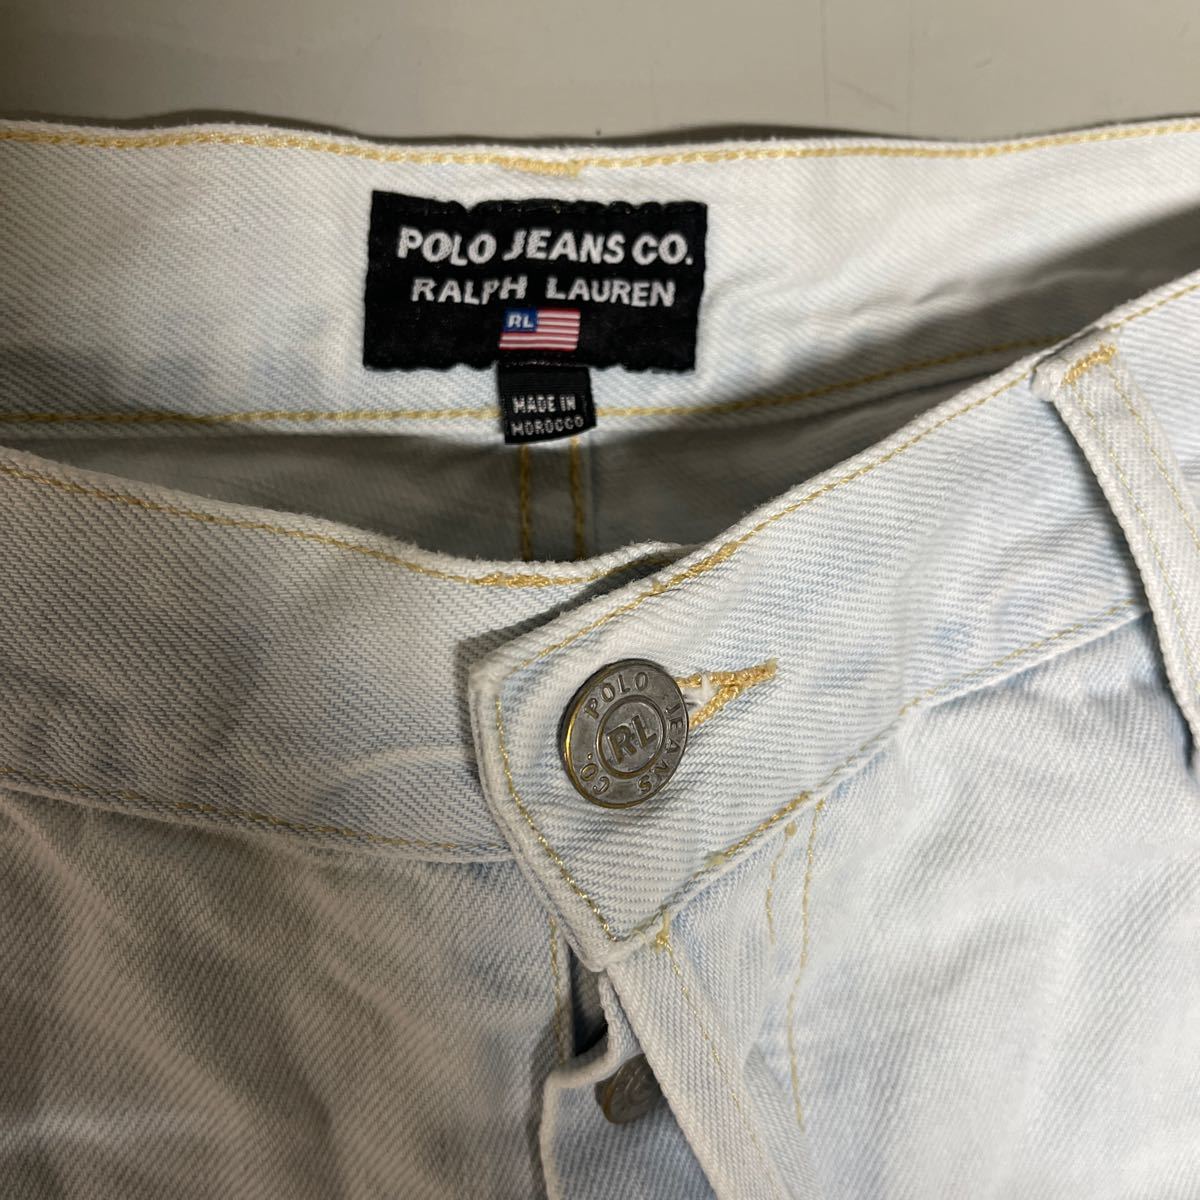 POLO JEANS CO.
RALPH LAUREN
RL
MADE IN
MOROCCO
POLO JEANS CO.
RL